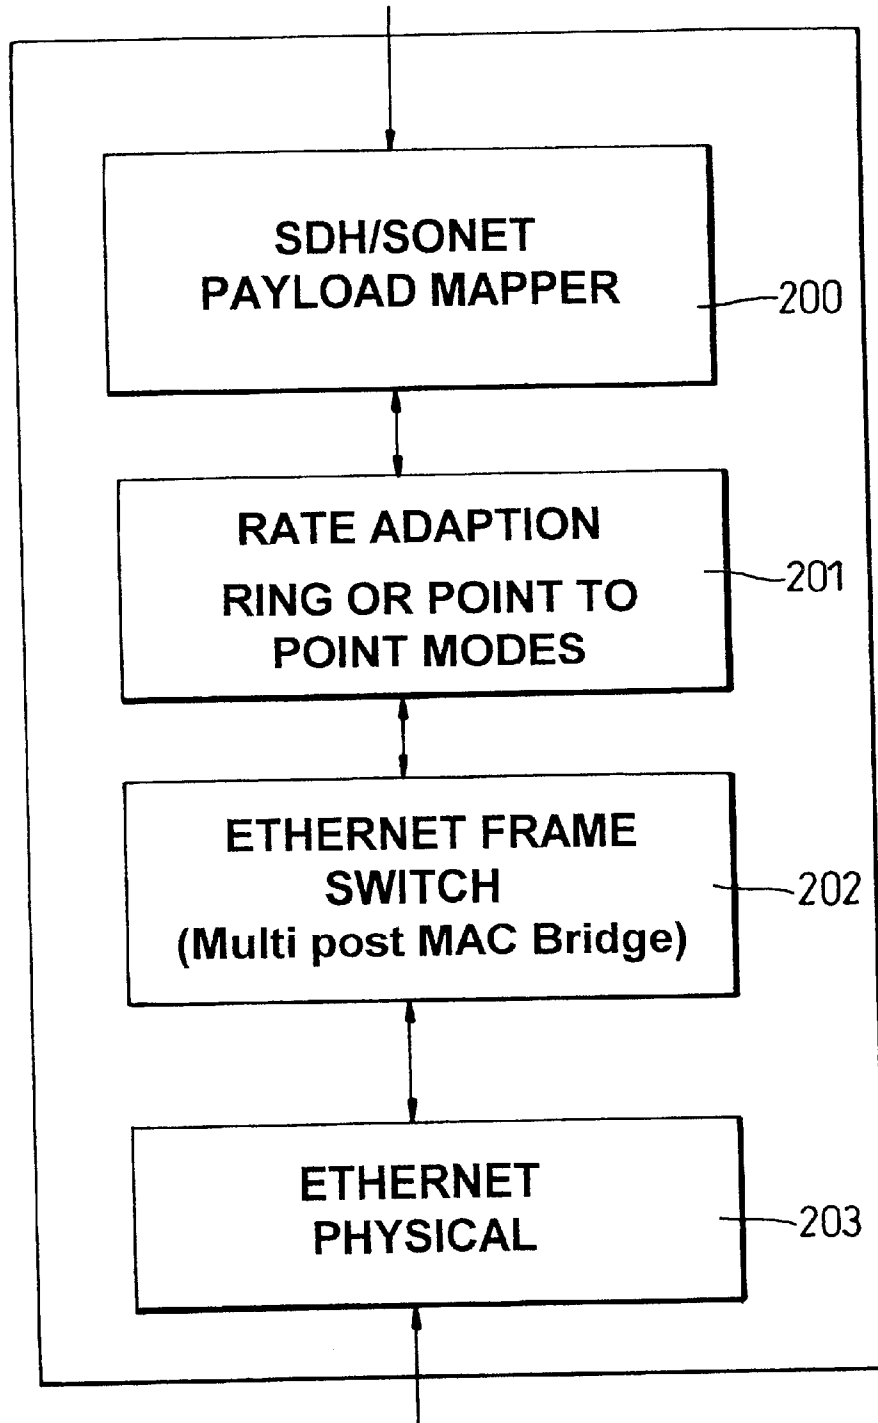 SDH/SONET
PAYLOAD MAPPER
200
RATE ADAPTION
RING OR POINT TO
POINT MODES
201
ETHERNET FRAME
SWITCH
(Multi post MAC Bridge)
202
ETHERNET
PHYSICAL
203